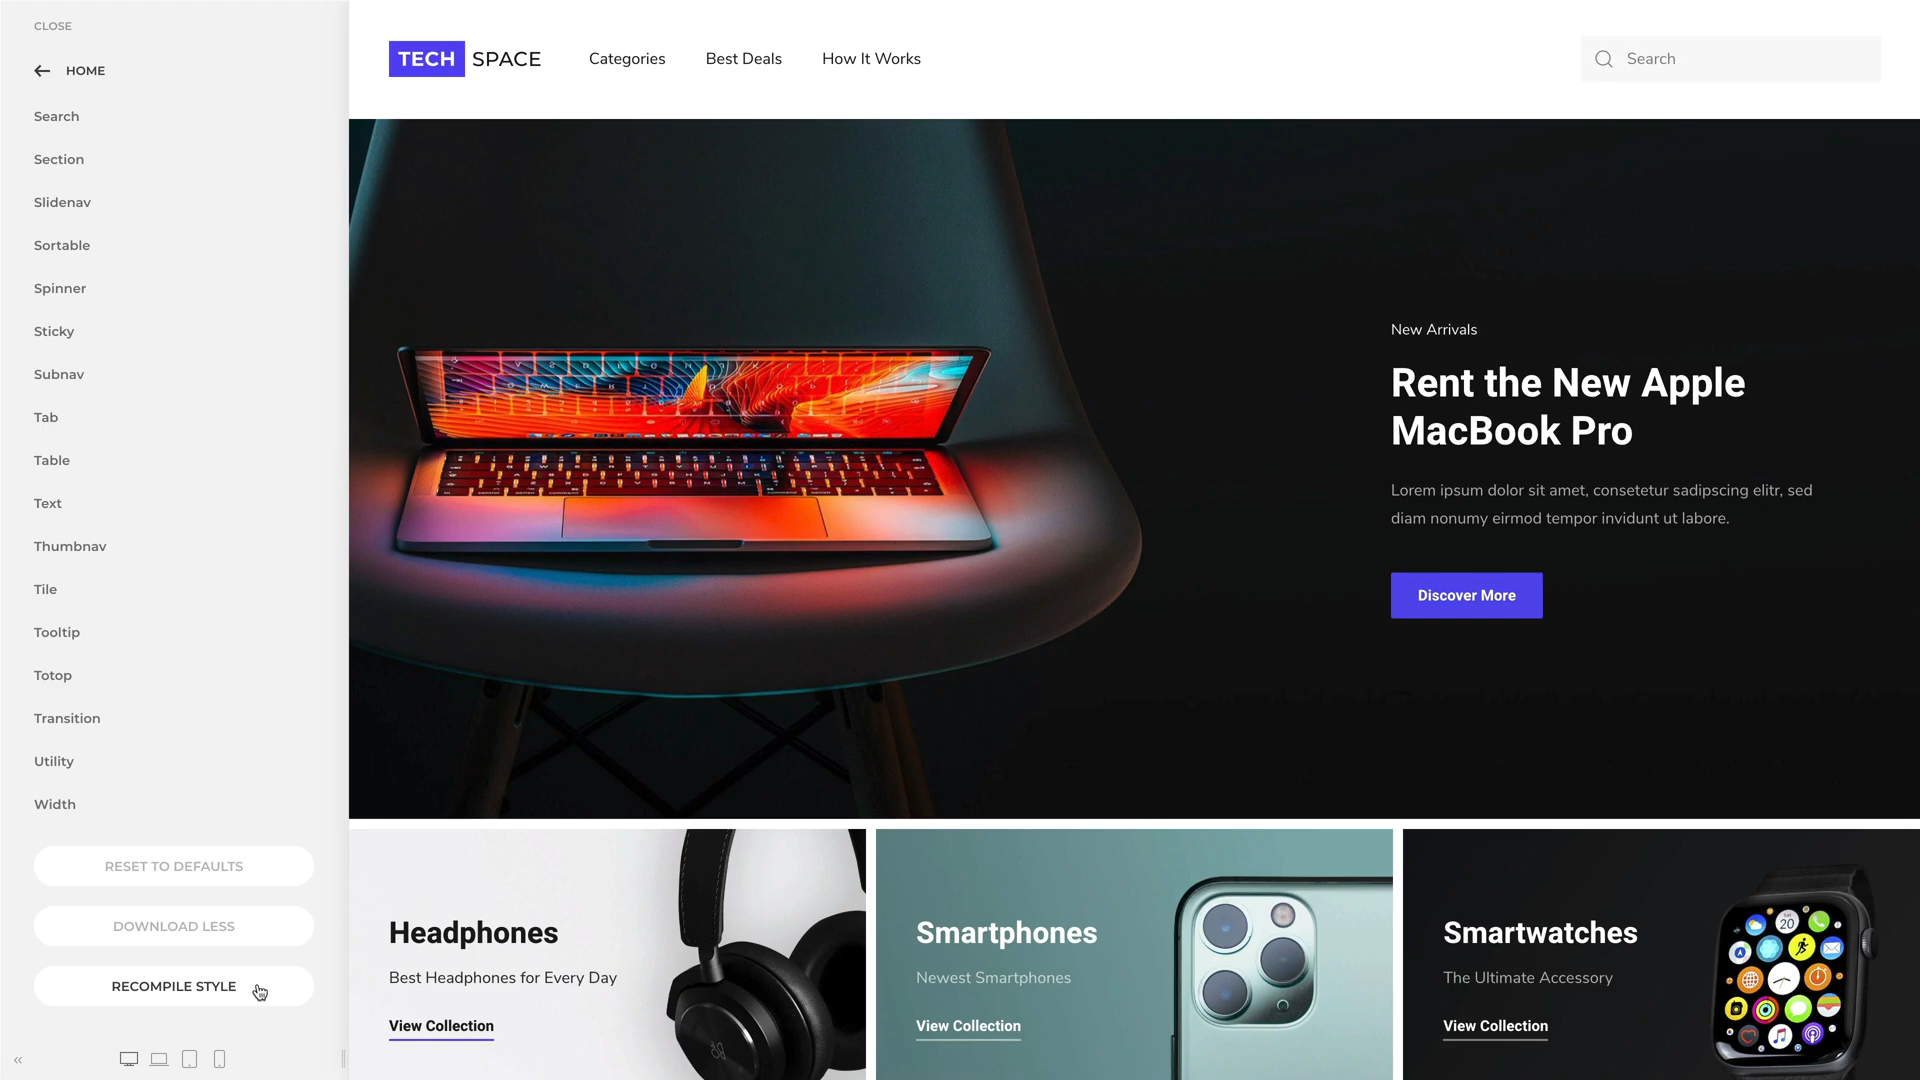 CLOSE
HOME
Search
Section
Slidenav
Sortable
Spinner
Sticky
Subnav
Tab
Table
Text
Thumbnav
Tile
Tooltip
Totop
Transition
Utility
Width
RESET TO DEFAULTS
DOWNLOAD LESS
RECOMPILE STYLE
TECH SPACE
Categories
Best Deals
How It Works
Search
New Arrivals
Rent the New Apple
MacBook Pro
Lorem ipsum dolor sit amet, consetetur sadipscing elitr, sed
diam nonumy eirmod tempor invidunt ut labore.
Discover More
Headphones
Best Headphones for Every Day
View Collection
Smartphones
Newest Smartphones
View Collection
Smartwatches
The Ultimate Accessory
View Collection
20